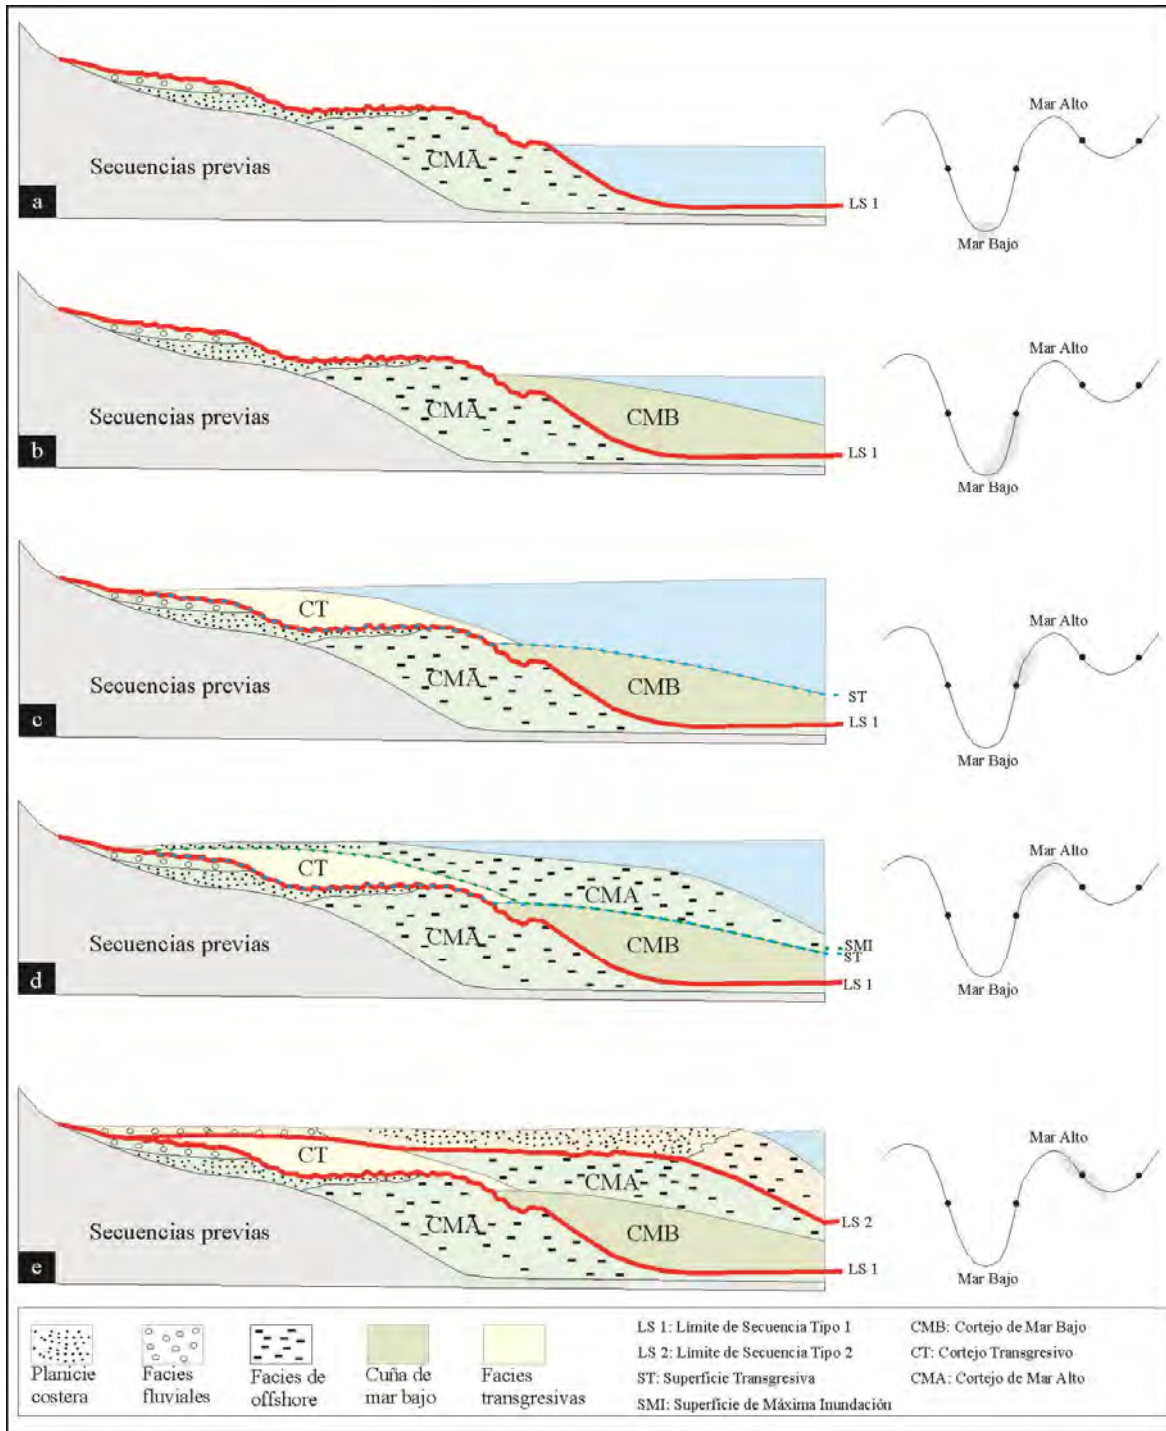 Mar Alto
Secuencias previas
CMA
a
LS 1
Mar Bajo
Mar Alto
Secuencias previas
CMA
CMB
b
LS 1
Mar Bajo
CT
Mar Alto
Secuencias previas
CMA
CMB
ST
c
LS 1
Mar Bajo
CT
Mar Alto
CMA
Secuencias previas
CMA
CMB
SMI
ST
d
LS 1
Mar Bajo
CT
Mar Alto
CMA
LS 2
Secuencias previas
CMA
CMB
e
LS 1
Mar Bajo
Planicie
costera
Facies
fluviales
Facies de
offshore
Cuña de
mar bajo
Facies
transgresivas
LS 1: Límite de Secuencia Tipo 1
LS 2: Límite de Secuencia Tipo 2
ST: Superficie Transgresiva
SMI: Superficie de Máxima Inundación
CMB: Cortejo de Mar Bajo
CT: Cortejo Transgresivo
CMA: Cortejo de Mar Alto